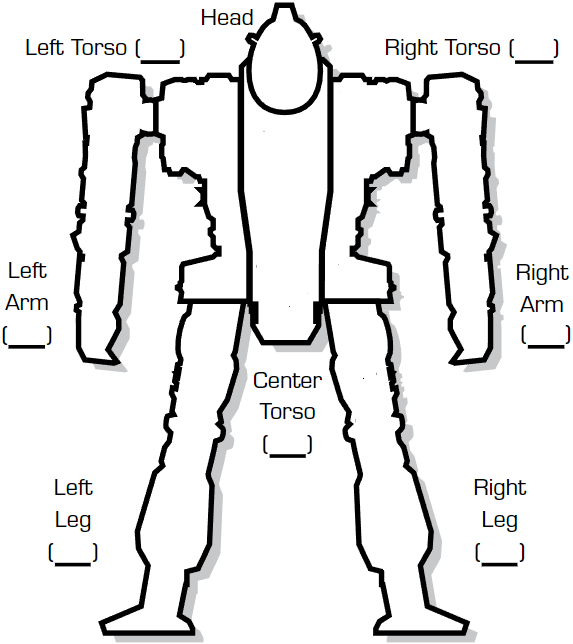 Head
Left Torso (___)
Right Torso (___)
Left
Arm
(___)
Right
Arm
(___)
Center
Torso
(___)
Left
Leg
(___)
Right
Leg
(___)